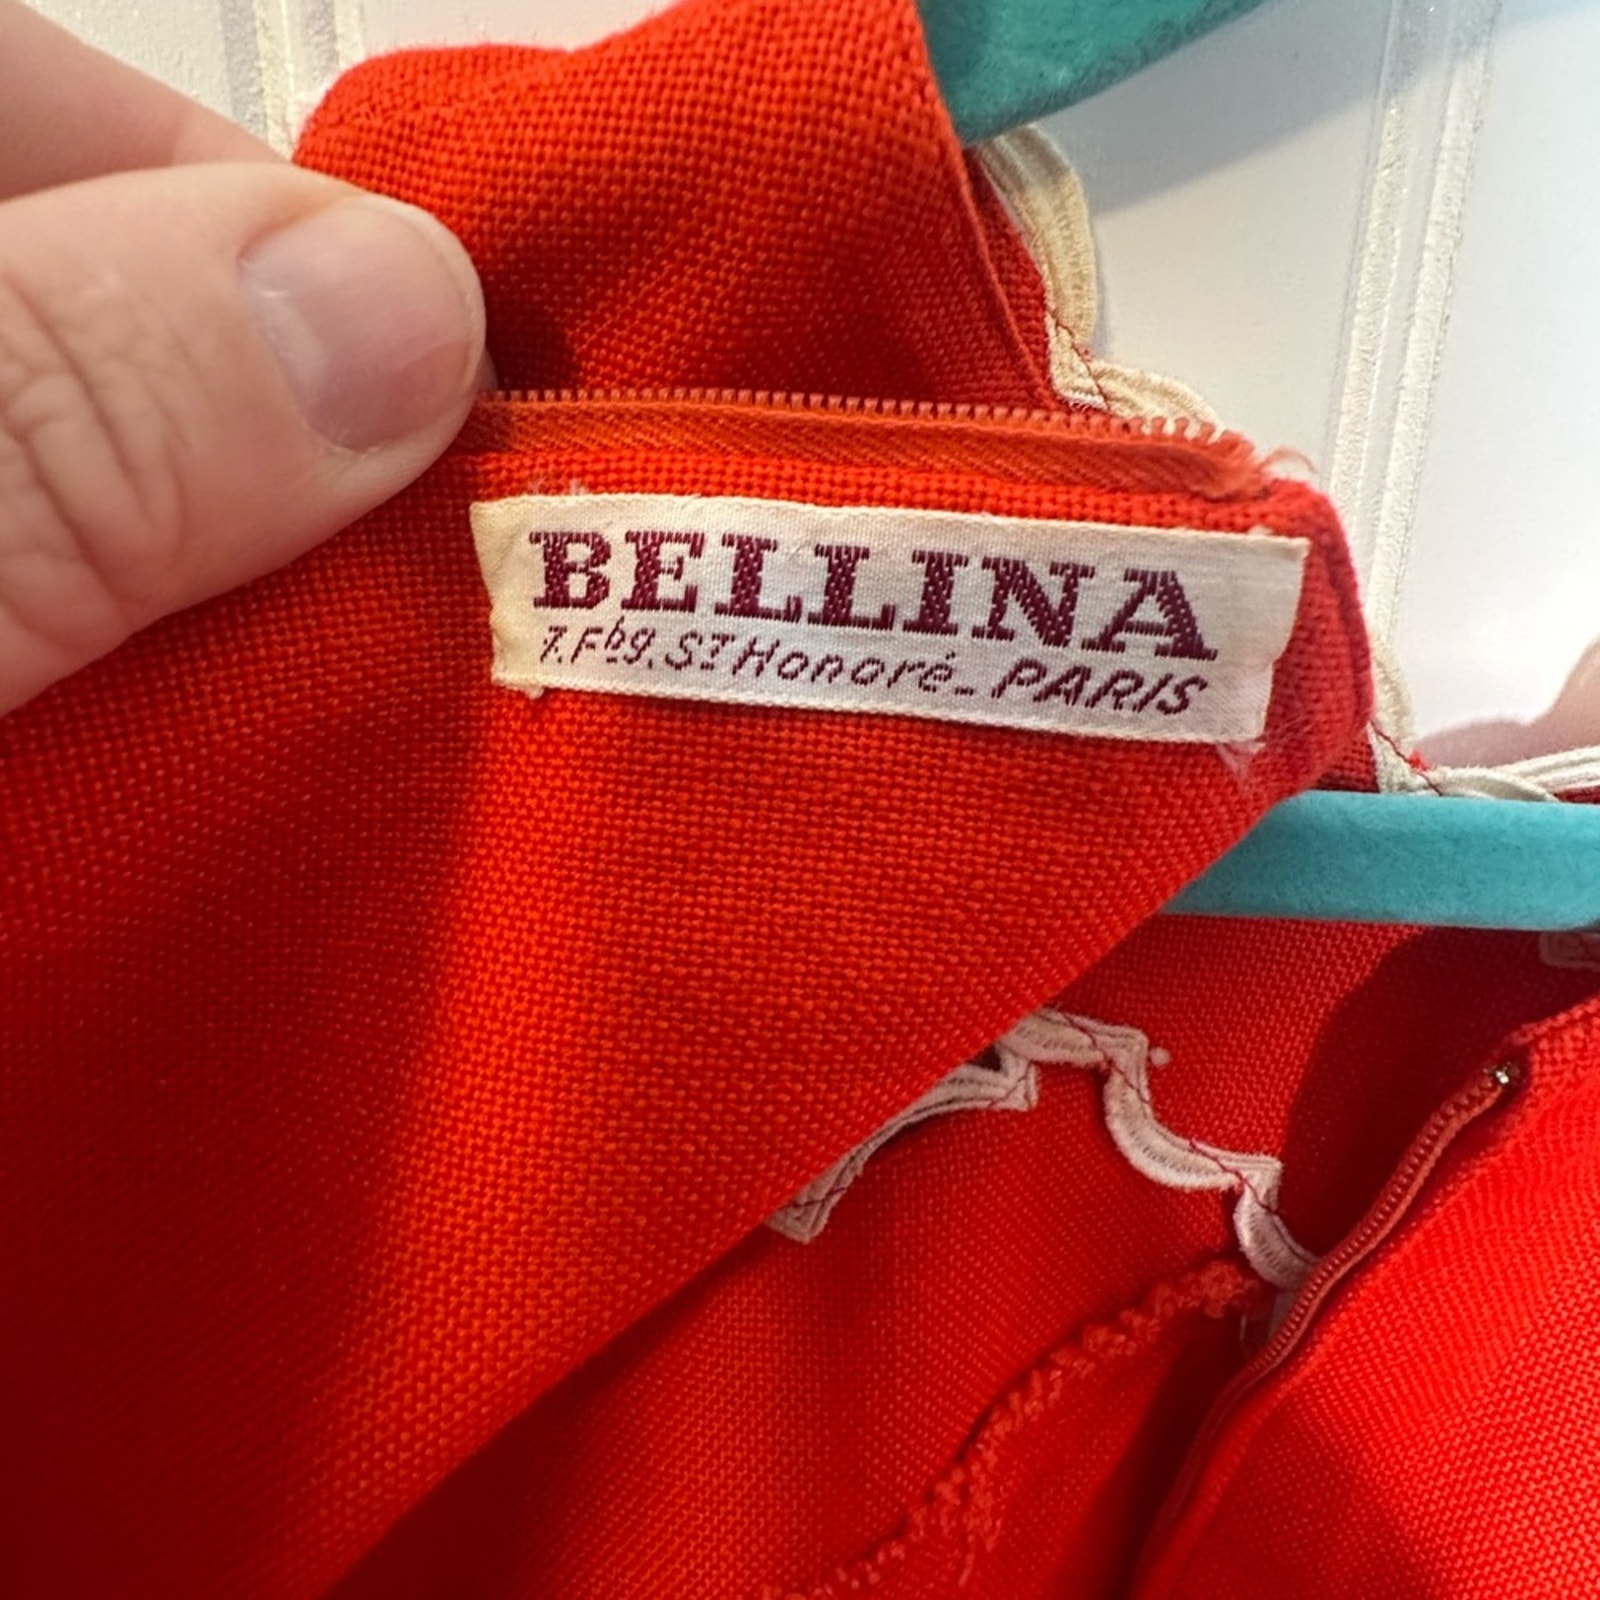 BELLINA
7. Fbg. ST Honoré_PARIS